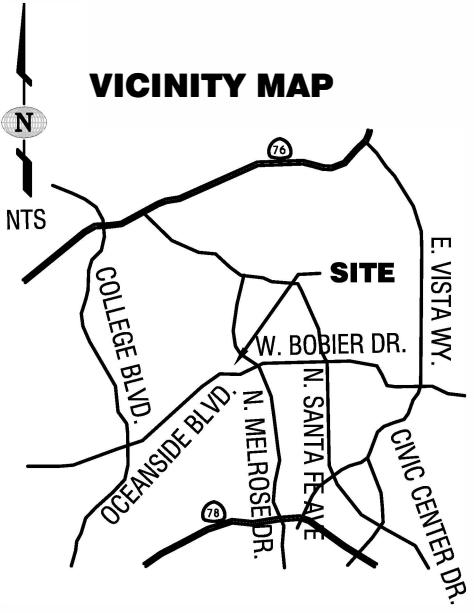 VICINITY MAP
N
76
NTS
E. VISTA WY.
SITE
COLLEGE BLVD.
W. BOBIER DR.
OCEANSIDE BLVD.
N. MELROSE DR.
N. SANTA FE AVE
CIVIC CENTER DR.
78